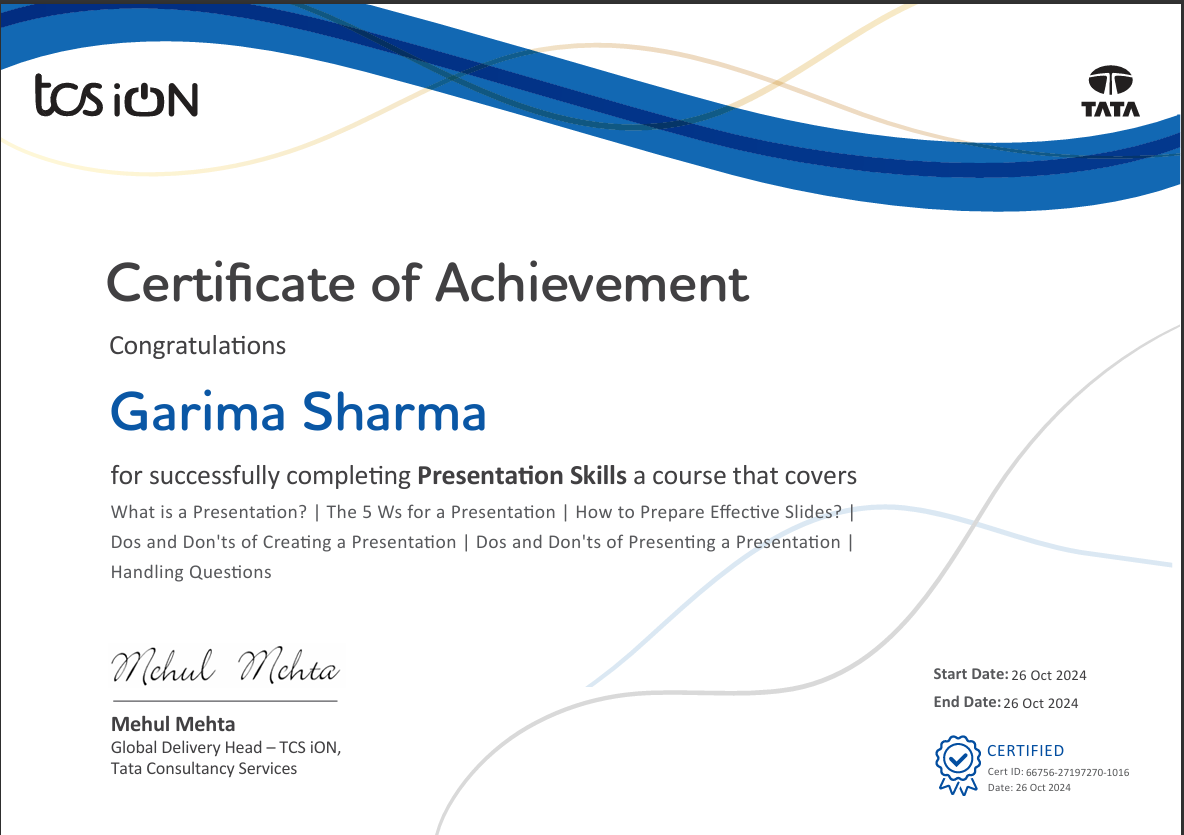 tcs iON
TATA
Certificate of Achievement
Congratulations
Garima Sharma
for successfully completing Presentation Skills a course that covers
What is a Presentation? | The 5 Ws for a Presentation | How to Prepare Effective Slides? |
Dos and Don'ts of Creating a Presentation | Dos and Don'ts of Presenting a Presentation |
Handling Questions
Mehul Mehta
Mehul Mehta
Global Delivery Head – TCS iON,
Tata Consultancy Services
Start Date: 26 Oct 2024
End Date: 26 Oct 2024
CERTIFIED
Cert ID: 66756-27197270-1016
Date: 26 Oct 2024